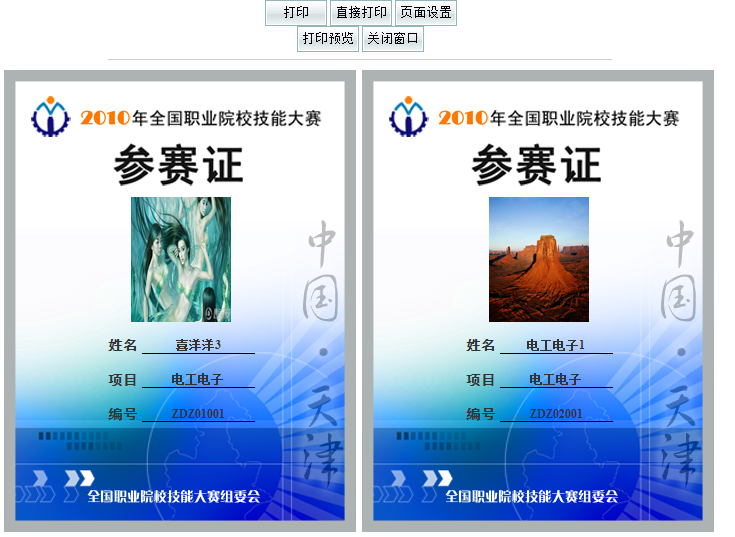 打印 直接打印 页面设置
打印预览 关闭窗口
2010年全国职业院校技能大赛
参赛证
中国·天津
姓名 喜洋洋3
项目 电工电子
编号 ZDZ01001
全国职业院校技能大赛组委会
2010年全国职业院校技能大赛
参赛证
中国·天津
姓名 电工电子1
项目 电工电子
编号 ZDZ02001
全国职业院校技能大赛组委会